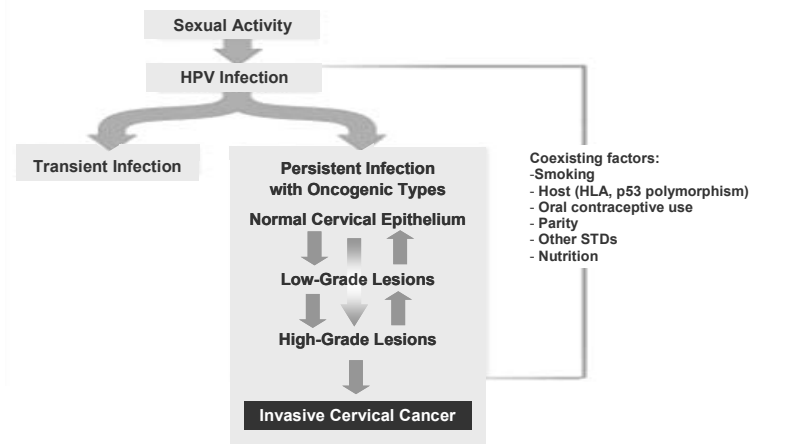 Sexual Activity
HPV Infection
Transient Infection
Persistent Infection
with Oncogenic Types
Normal Cervical Epithelium
Low-Grade Lesions
High-Grade Lesions
Invasive Cervical Cancer
Coexisting factors:
-Smoking
- Host (HLA, p53 polymorphism)
- Oral contraceptive use
- Parity
- Other STDs
- Nutrition